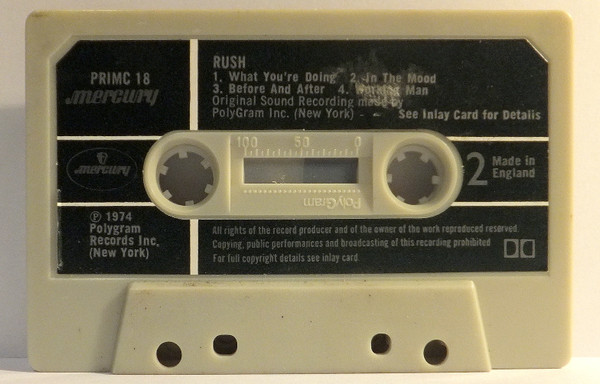 PRIMC 18
mercury
RUSH
1. What You're Doing 2. In The Mood
3. Before And After 4. Working Man
Original Sound Recording made by
PolyGram Inc. (New York) - - See Inlay Card for Details
100 50 0
mercury
2
Made in
England
PolyGram
℗ 1974
Polygram
Records Inc.
(New York)
All rights of the record producer and of the owner of the work reproduced reserved
Copying, public performances and broadcasting of this recording prohibited
For full copyright details see inlay card